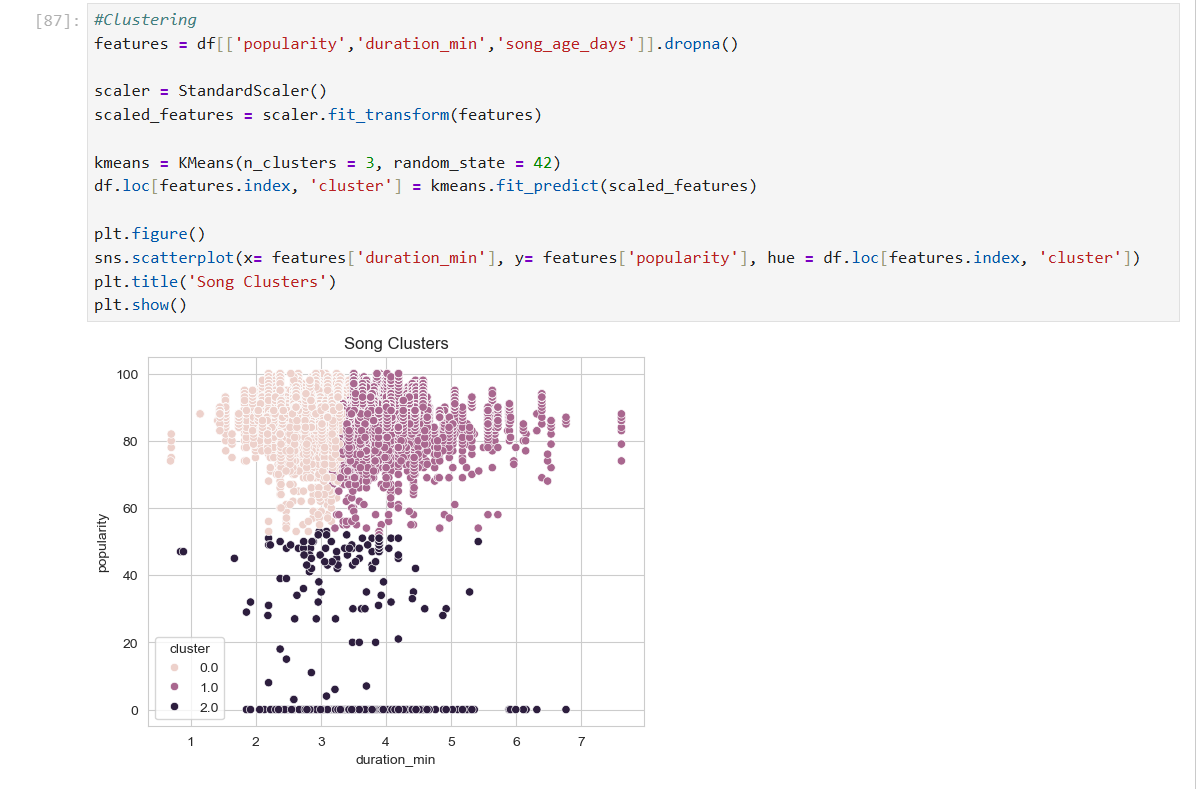 [87]: #Clustering
features = df[['popularity','duration_min','song_age_days']].dropna()
scaler = StandardScaler()
scaled_features = scaler.fit_transform(features)
kmeans = KMeans(n_clusters = 3, random_state = 42)
df.loc[features.index, 'cluster'] = kmeans.fit_predict(scaled_features)
plt.figure()
sns.scatterplot(x= features['duration_min'], y= features['popularity'], hue = df.loc[features.index, 'cluster'])
plt.title('Song Clusters')
plt.show()
Song Clusters
100
80
60
40
20
0
popularity
cluster
0.0
1.0
2.0
1 2 3 4 5 6 7
duration_min